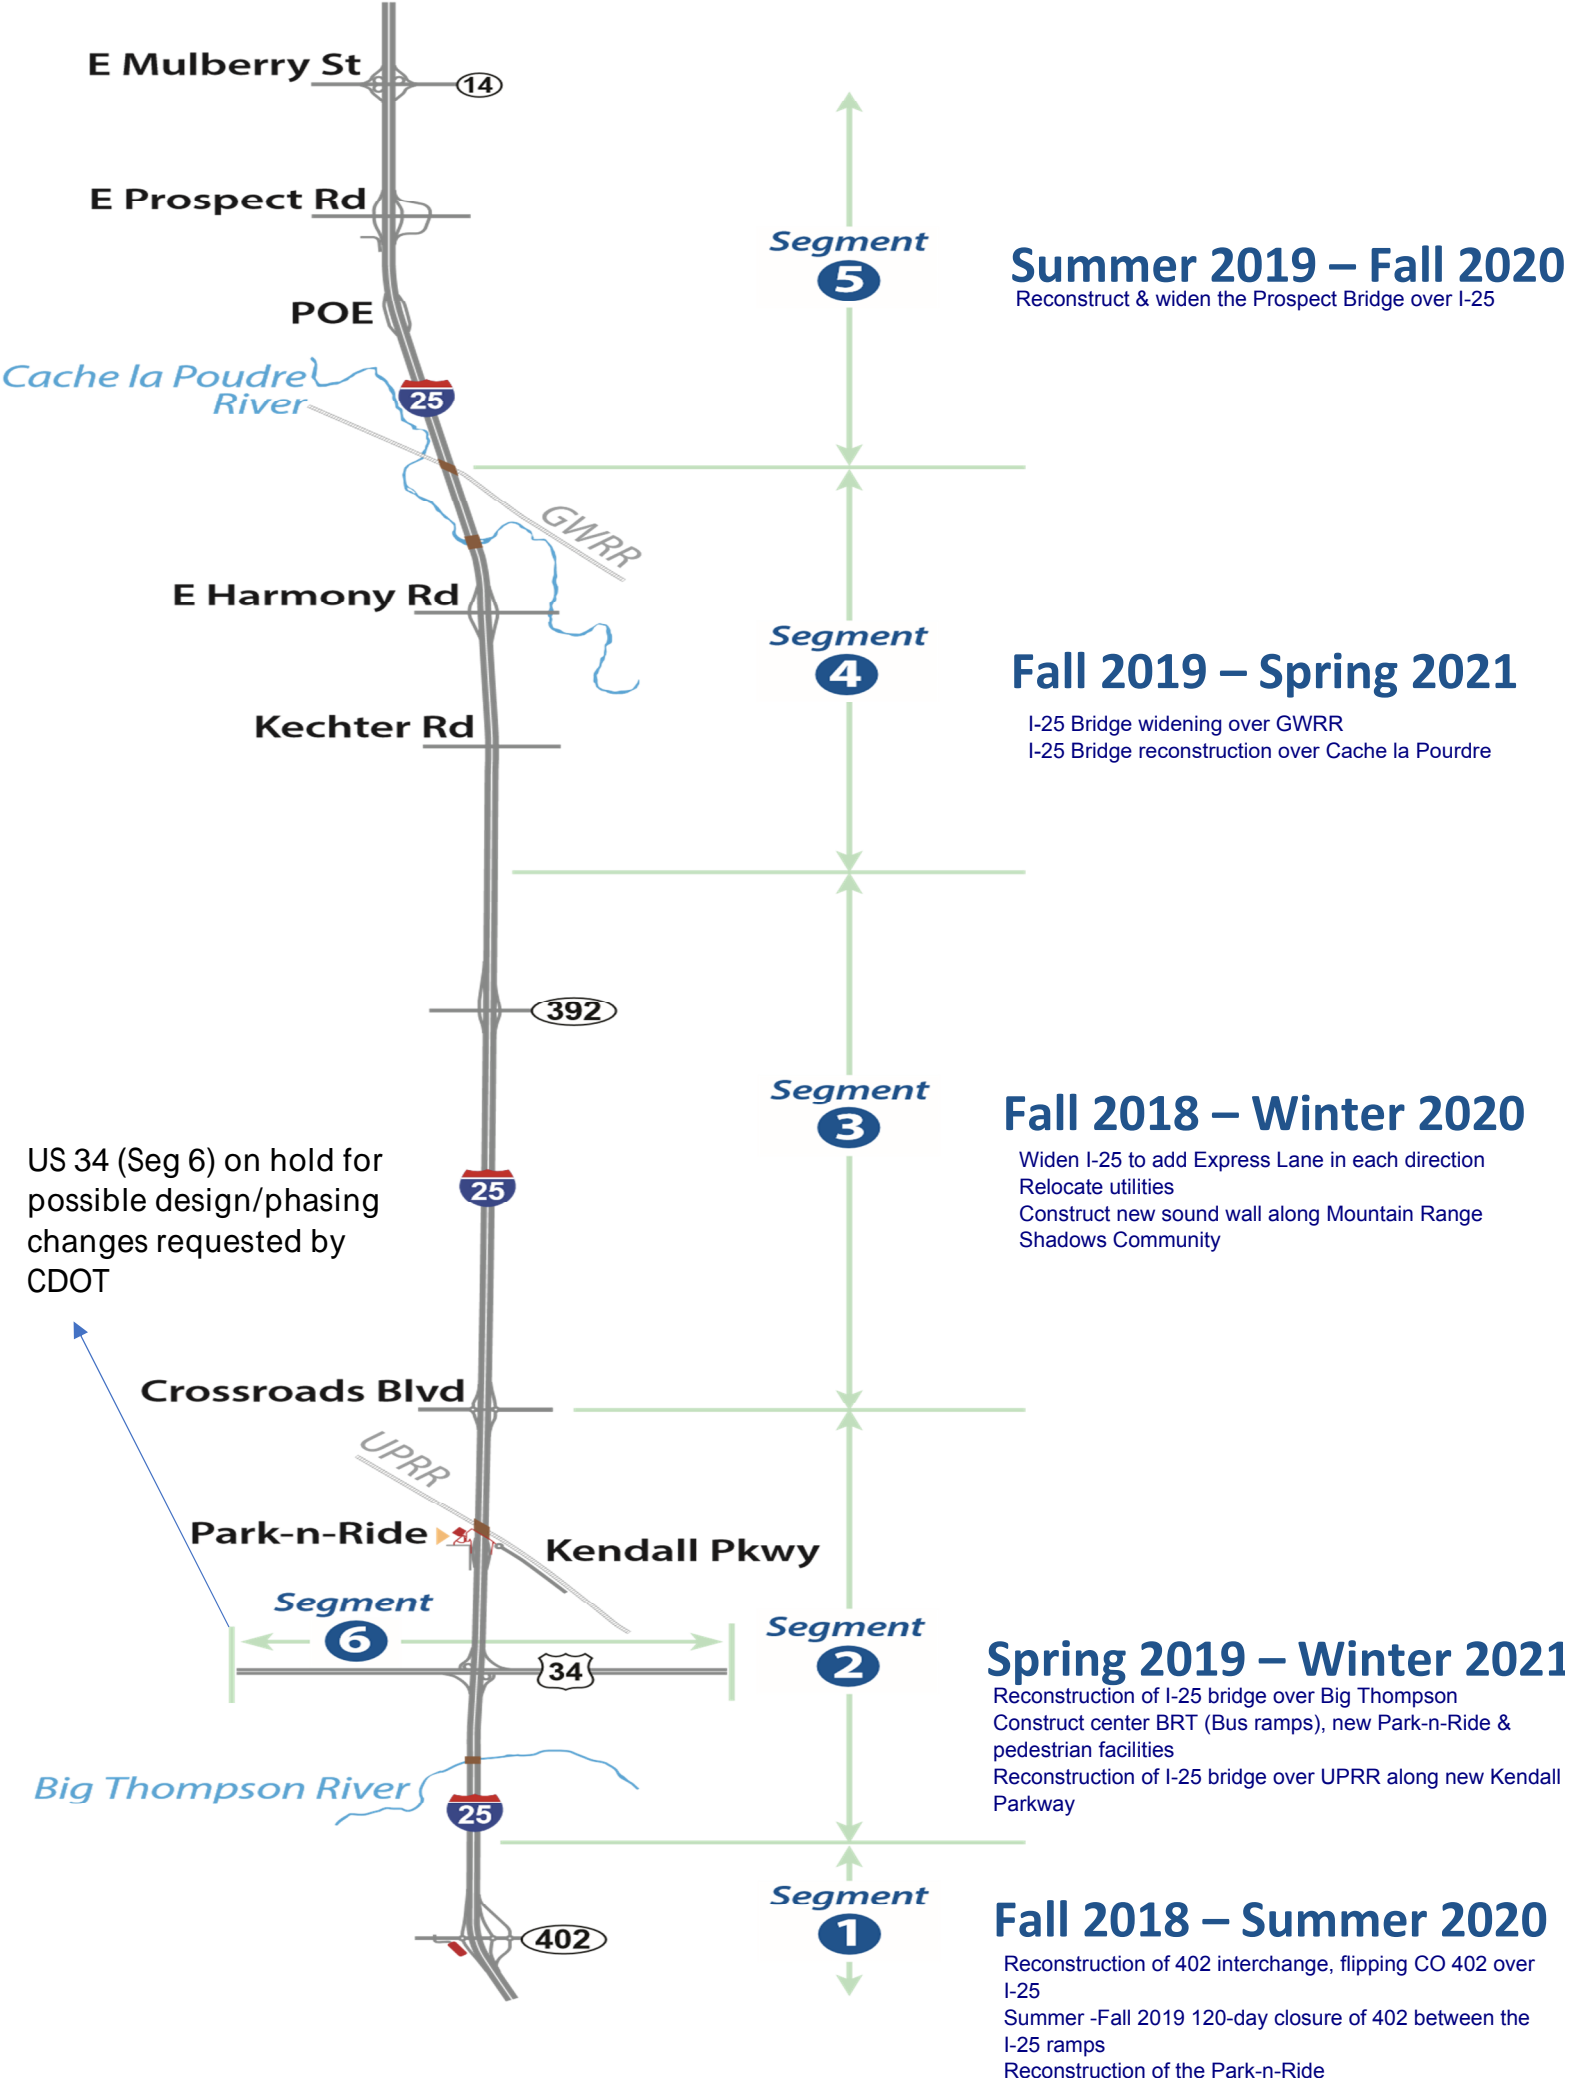 E Mulberry St
14
E Prospect Rd
Segment
5
Summer 2019 – Fall 2020
Reconstruct & widen the Prospect Bridge over I-25
POE
Cache la Poudre
River
25
GWRR
E Harmony Rd
Segment
4
Fall 2019 – Spring 2021
I-25 Bridge widening over GWRR
I-25 Bridge reconstruction over Cache la Pourdre
Kechter Rd
392
Segment
3
Fall 2018 – Winter 2020
Widen I-25 to add Express Lane in each direction
Relocate utilities
Construct new sound wall along Mountain Range
Shadows Community
US 34 (Seg 6) on hold for
possible design/phasing
changes requested by
CDOT
25
Crossroads Blvd
UPRR
Park-n-Ride
Kendall Pkwy
Segment
6
34
Segment
2
Spring 2019 – Winter 2021
Reconstruction of I-25 bridge over Big Thompson
Construct center BRT (Bus ramps), new Park-n-Ride &
pedestrian facilities
Reconstruction of I-25 bridge over UPRR along new Kendall
Parkway
Big Thompson River
25
Segment
1
402
Fall 2018 – Summer 2020
Reconstruction of 402 interchange, flipping CO 402 over
I-25
Summer -Fall 2019 120-day closure of 402 between the
I-25 ramps
Reconstruction of the Park-n-Ride